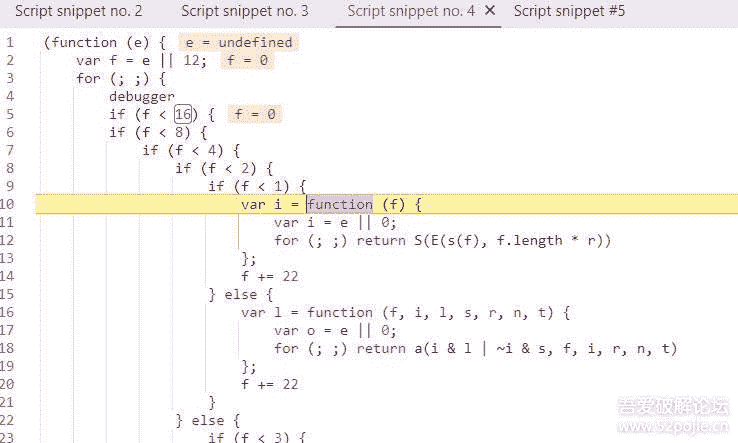 Script snippet no. 2 Script snippet no. 3 Script snippet no. 4 × Script snippet #5
1 (function (e) { e = undefined
2 var f = e || 12; f = 0
3 for (; ;) {
4 debugger
5 if (f < 16) { f = 0
6 if (f < 8) {
7 if (f < 4) {
8 if (f < 2) {
9 if (f < 1) {
10 var i = function (f) {
11 var i = e || 0;
12 for (; ;) return S(E(s(f), f.length * r))
13 };
14 f += 22
15 } else {
16 var l = function (f, i, l, s, r, n, t) {
17 var o = e || 0;
18 for (; ;) return a(i & l | ~i & s, f, i, r, n, t)
19 };
20 f += 22
21 }
22 } else {
23 if (f < 3) {
吾爱破解论坛
www.52pojie.cn